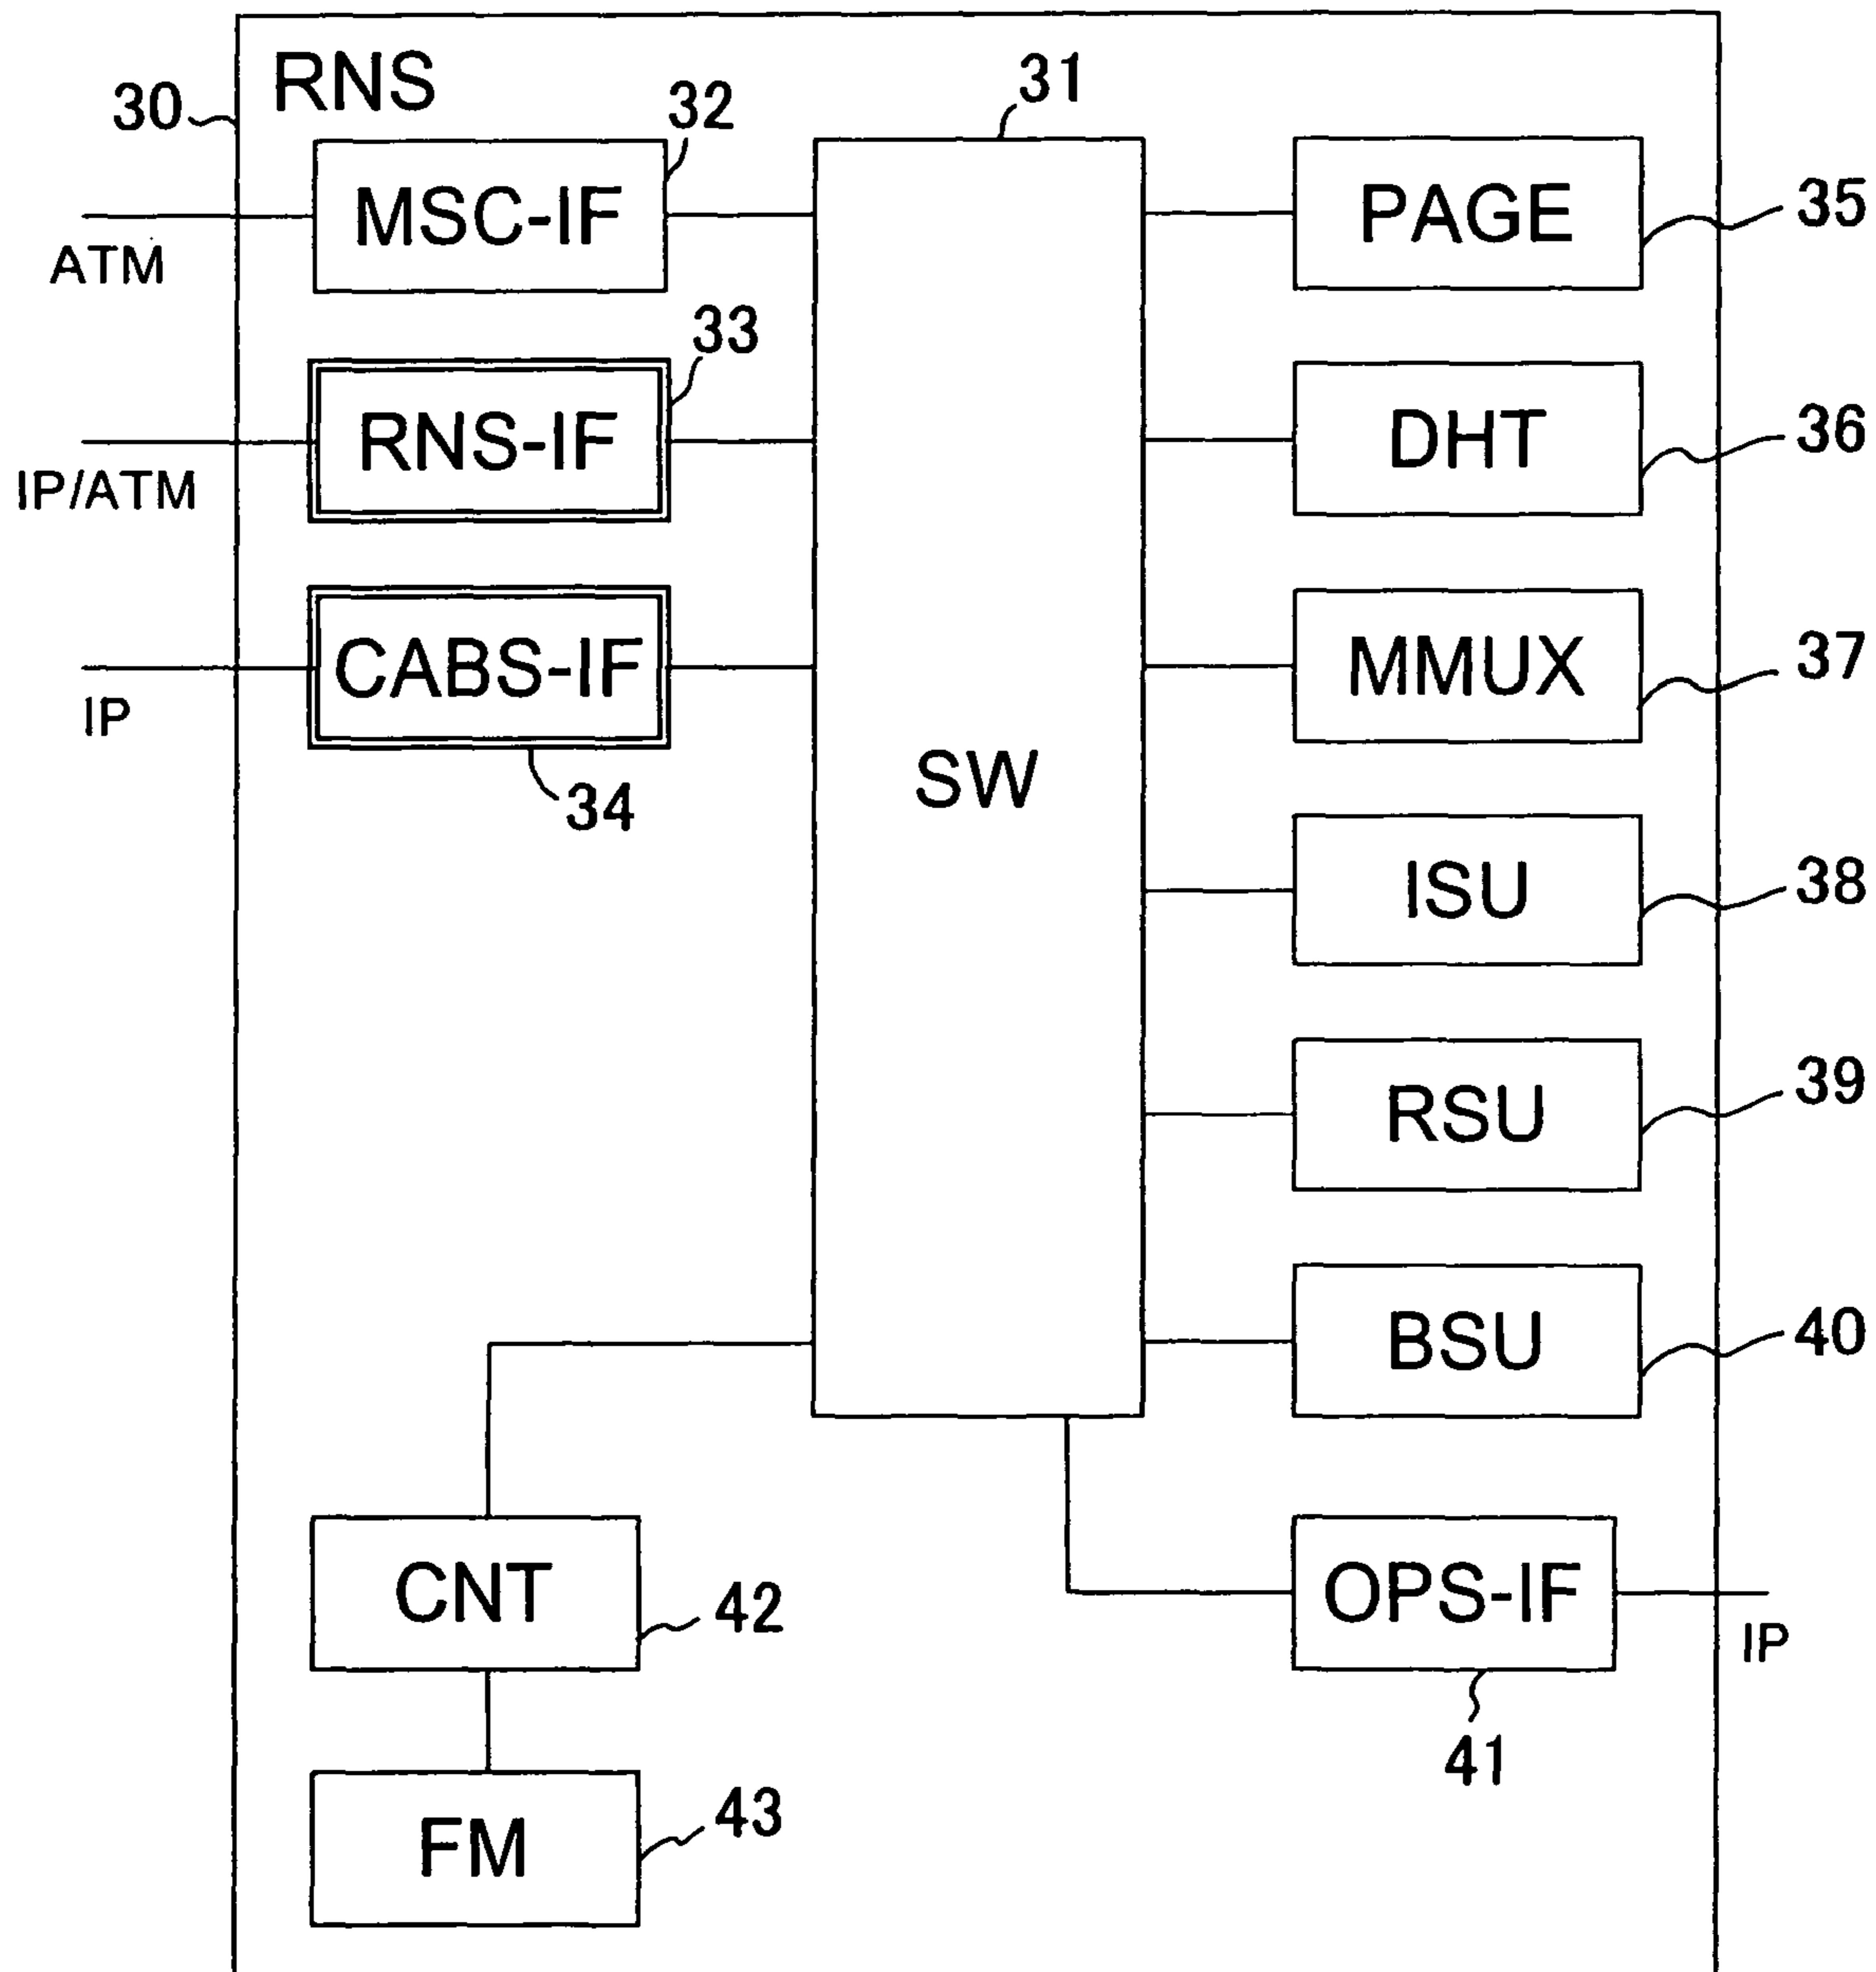 RNS
30
32
31
MSC-IF
PAGE
35
ATM
33
RNS-IF
DHT
36
IP/ATM
CABS-IF
MMUX
37
IP
34
SW
ISU
38
RSU
39
BSU
40
CNT
42
OPS-IF
IP
41
FM
43